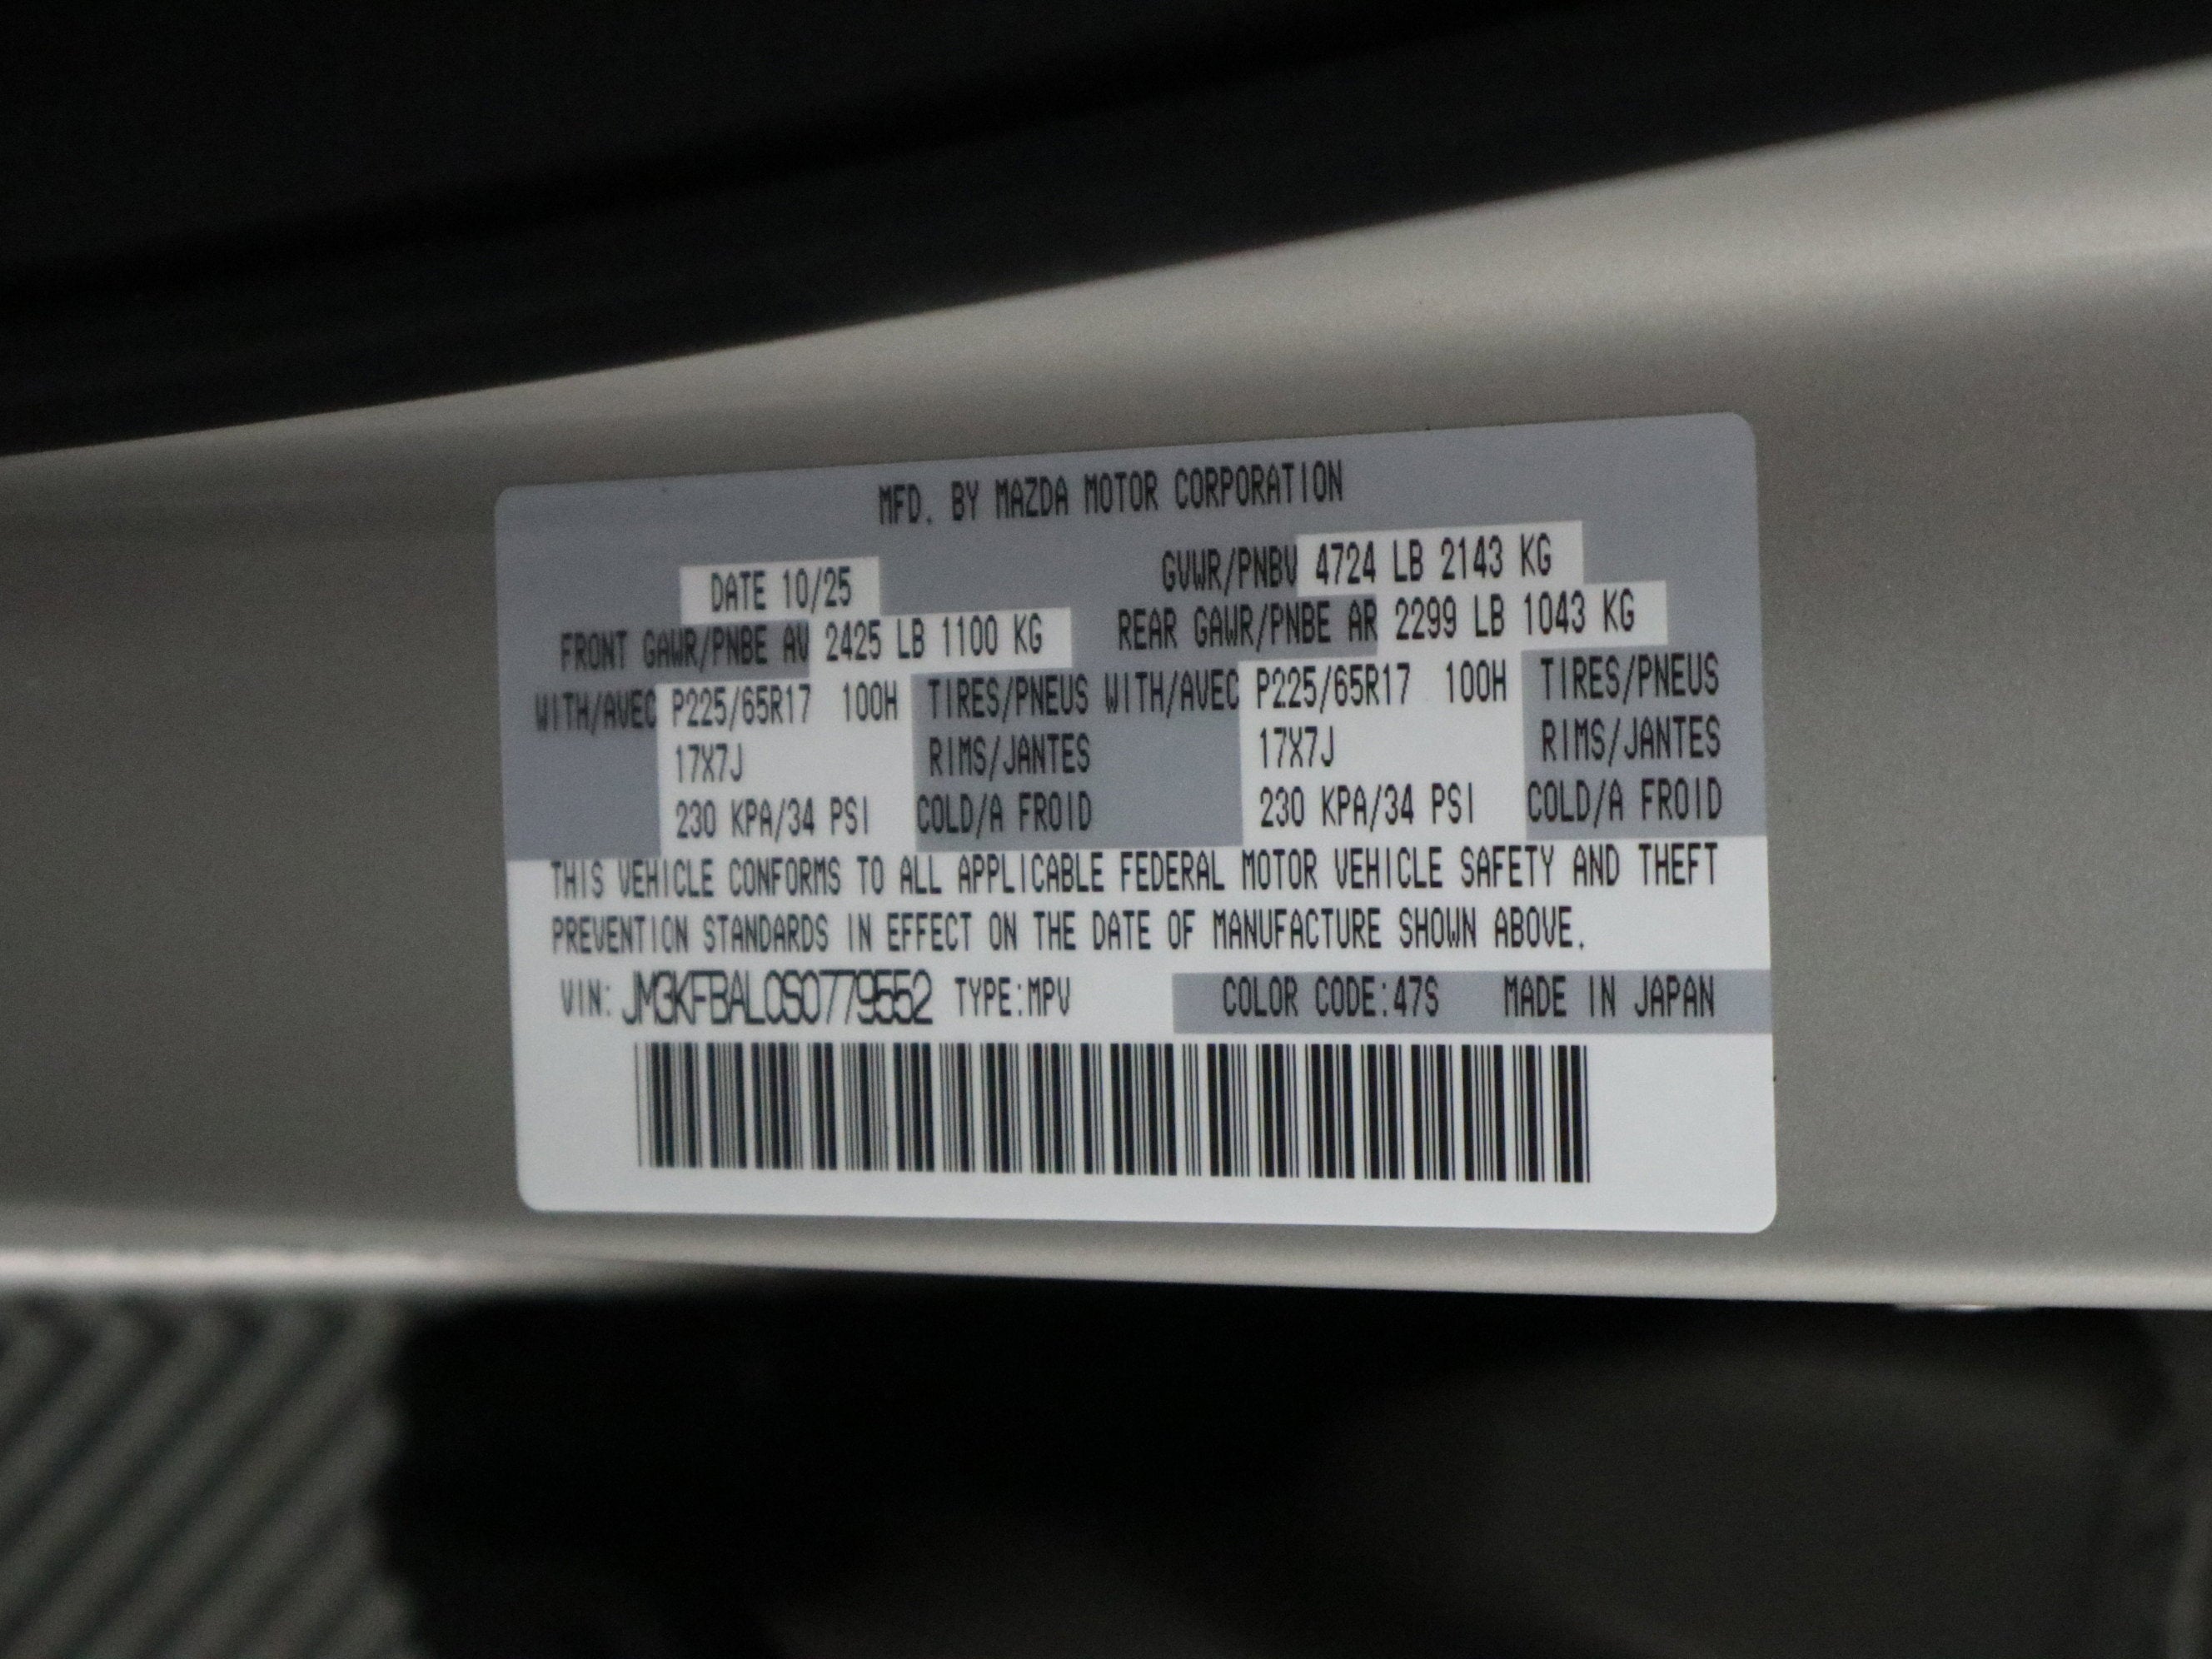 MFD. BY MAZDA MOTOR CORPORATION
DATE 10/25 GVWR/PNBV 4724 LB 2143 KG
FRONT GAWR/PNBE AV 2425 LB 1100 KG REAR GAWR/PNBE AR 2299 LB 1043 KG
WITH/AVEC P225/65R17 100H TIRES/PNEUS WITH/AVEC P225/65R17 100H TIRES/PNEUS
17X7J RIMS/JANTES 17X7J RIMS/JANTES
230 KPA/34 PSI COLD/A FROID 230 KPA/34 PSI COLD/A FROID
THIS VEHICLE CONFORMS TO ALL APPLICABLE FEDERAL MOTOR VEHICLE SAFETY AND THEFT
PREVENTION STANDARDS IN EFFECT ON THE DATE OF MANUFACTURE SHOWN ABOVE.
VIN: JM3KFBAL0S0779552 TYPE:MPV COLOR CODE:47S MADE IN JAPAN